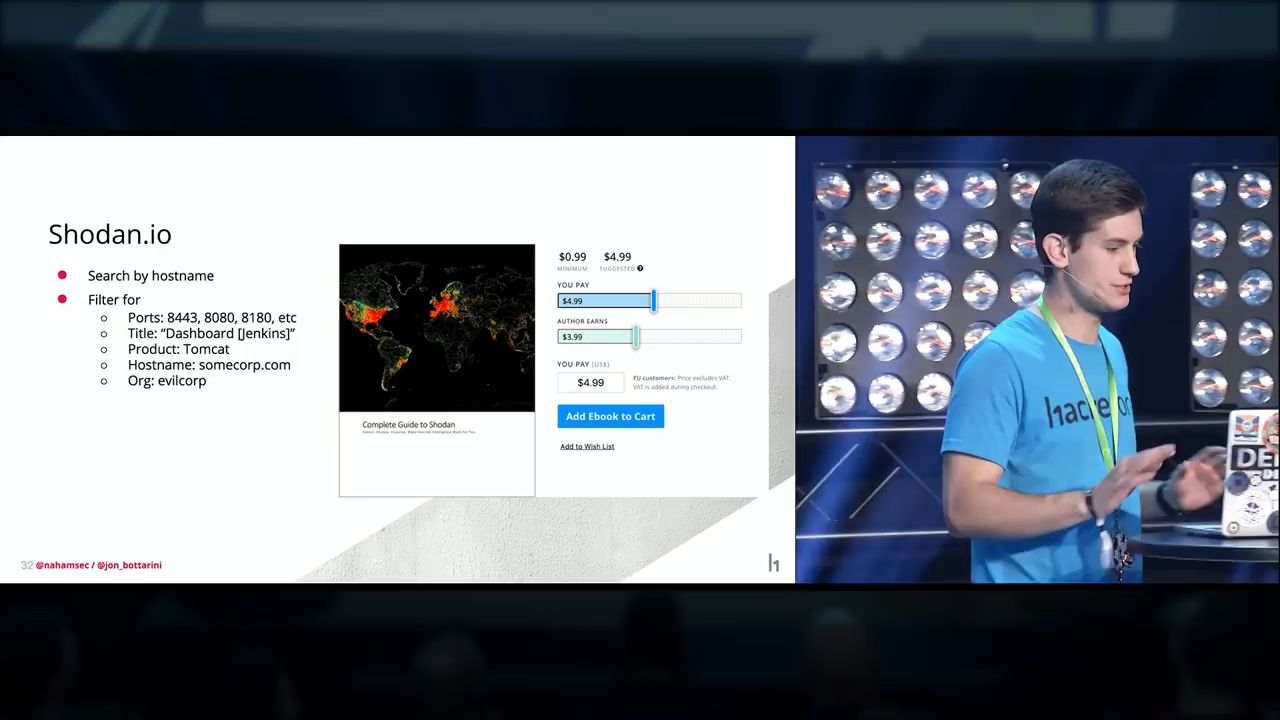 Shodan.io
Search by hostname
Filter for
Ports: 8443, 8080, 8180, etc
Title: “Dashboard [Jenkins]”
Product: Tomcat
Hostname: somecorp.com
Org: evilcorp
Complete Guide to Shodan
$0.99 $4.99
MINIMUM SUGGESTED ?
YOU PAY
$4.99
AUTHOR EARNS
$3.99
YOU PAY (US$)
$4.99
EU customers: Price excludes VAT.
VAT is added during checkout.
Add Ebook to Cart
Add to Wish List
32 @nahamsec / @jon_bottarini
l1
DE